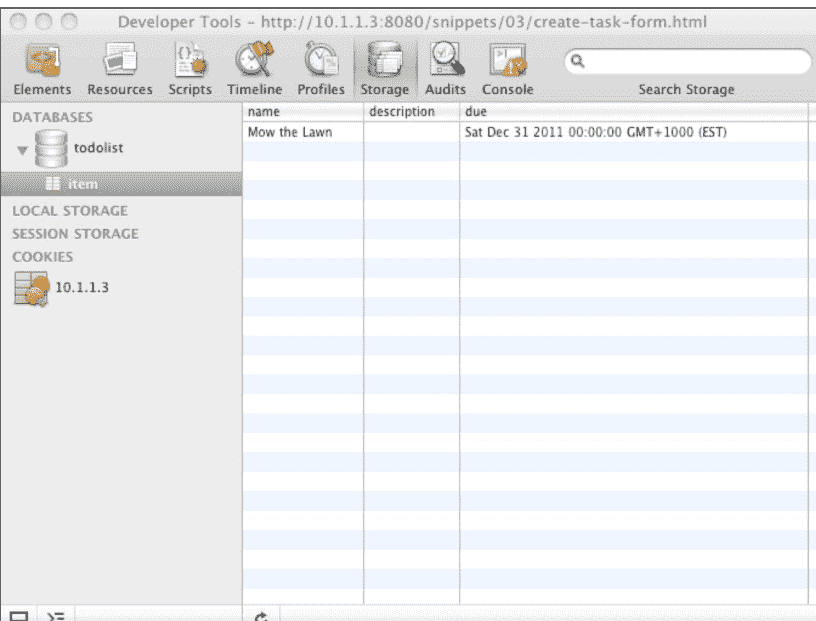 Developer Tools – http://10.1.1.3:8080/snippets/03/create-task-form.html
Elements Resources Scripts Timeline Profiles Storage Audits Console Search Storage
DATABASES
todolist
item
LOCAL STORAGE
SESSION STORAGE
COOKIES
10.1.1.3
name description due
Mow the Lawn Sat Dec 31 2011 00:00:00 GMT+1000 (EST)